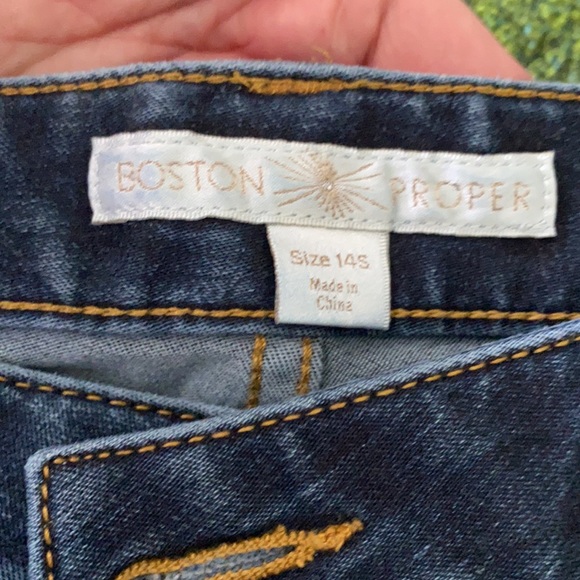 BOSTON PROPER
Size 14S
Made in
China